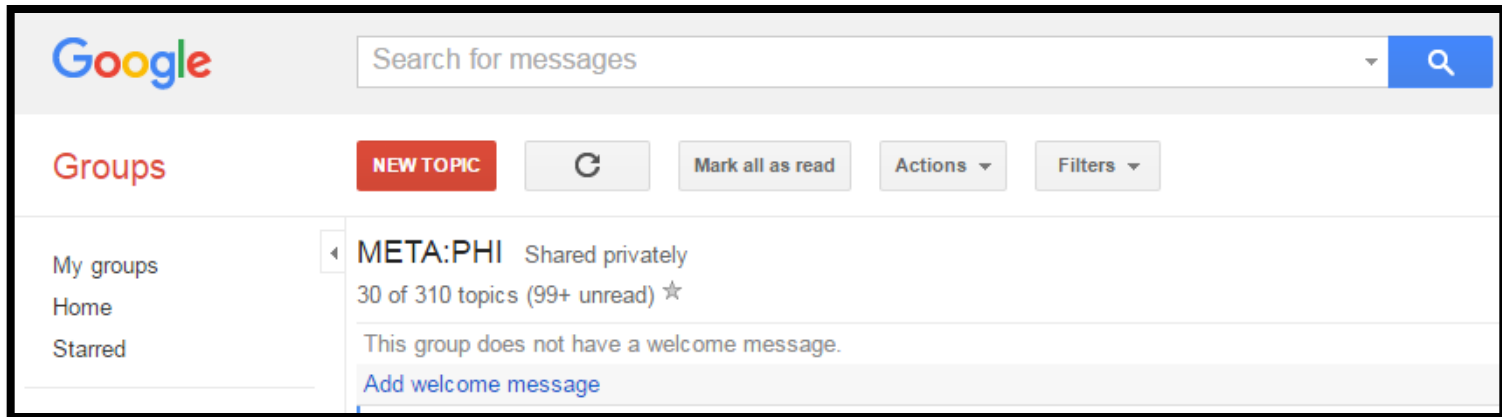 Google
Search for messages
Groups
NEW TOPIC
Mark all as read
Actions
Filters
My groups
Home
Starred
META:PHI Shared privately
30 of 310 topics (99+ unread)
This group does not have a welcome message.
Add welcome message